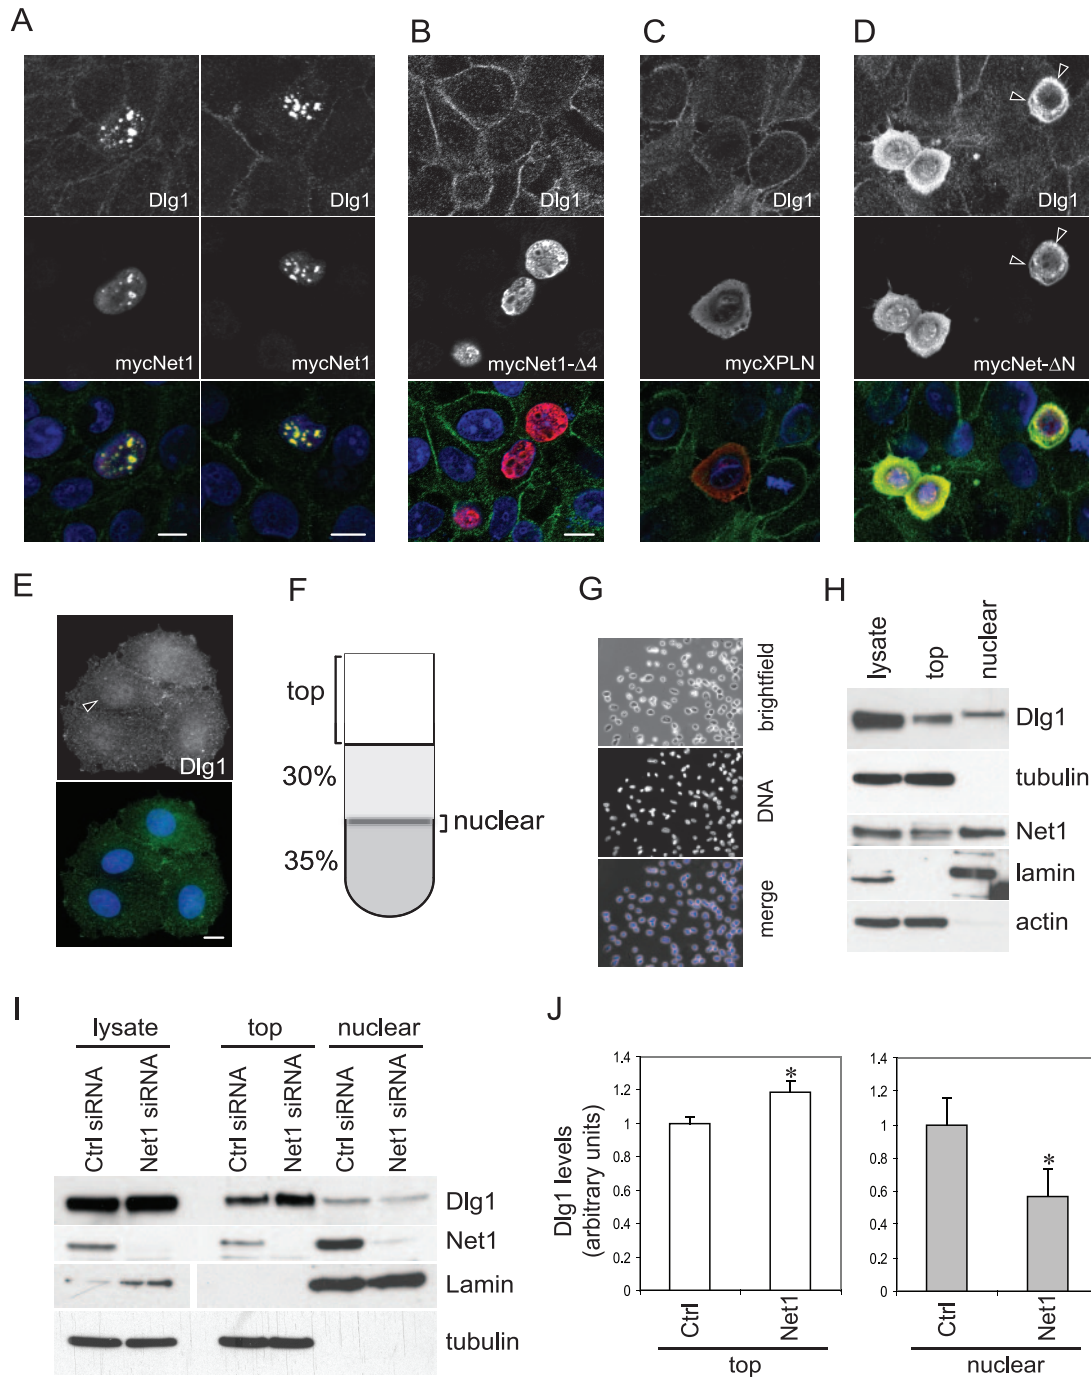 A
B
C
D
Dlg1
Dlg1
Dlg1
Dlg1
Dlg1
mycNet1
mycNet1
mycNet1-Δ4
mycXPLN
mycNet-ΔN
E
F
G
H
Dlg1
top
30%
35%
nuclear
brightfield
DNA
merge
lysate
top
nuclear
Dlg1
tubulin
Net1
lamin
actin
I
lysate
top
nuclear
Ctrl siRNA
Net1 siRNA
Ctrl siRNA
Net1 siRNA
Ctrl siRNA
Net1 siRNA
Dlg1
Net1
Lamin
tubulin
J
Dlg1 levels
(arbitrary units)
1.4
1.2
1
0.8
0.6
0.4
0.2
0
*
Ctrl
Net1
top
1.4
1.2
1
0.8
0.6
0.4
0.2
0
*
Ctrl
Net1
nuclear